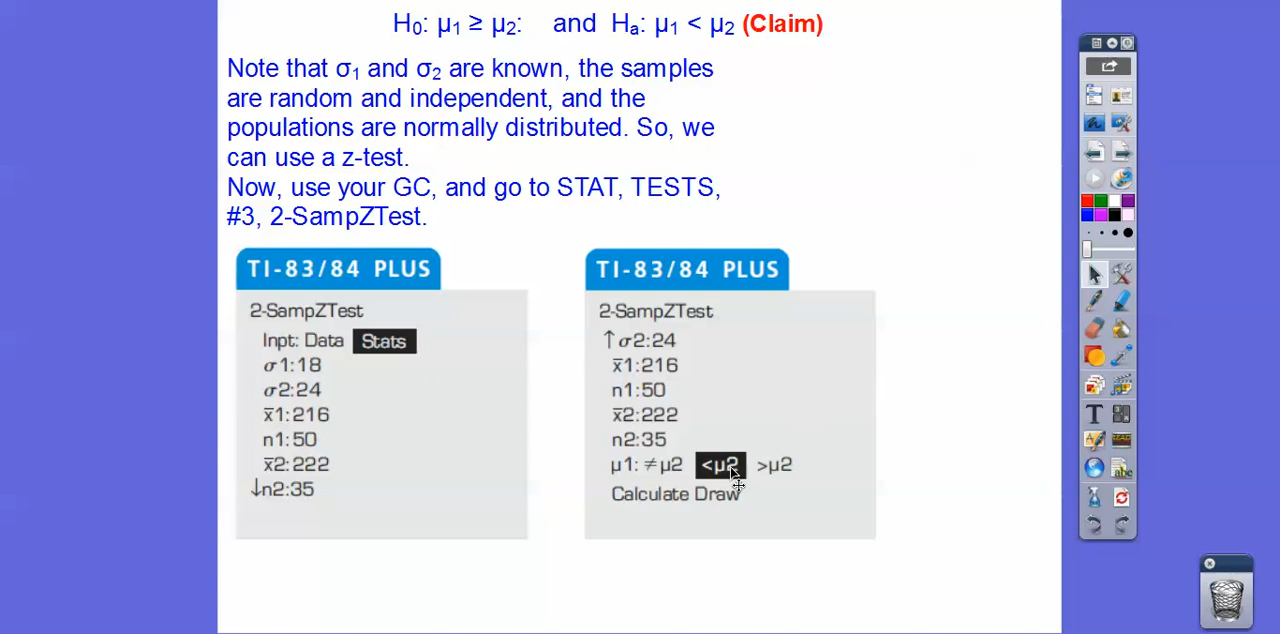 H₀: μ₁ ≥ μ₂: and Hₐ: μ₁ < μ₂ (Claim)
Note that σ₁ and σ₂ are known, the samples
are random and independent, and the
populations are normally distributed. So, we
can use a z-test.
Now, use your GC, and go to STAT, TESTS,
#3, 2-SampZTest.
TI-83/84 PLUS
2-SampZTest
Inpt: Data Stats
σ1:18
σ2:24
x̅1:216
n1:50
x̅2:222
↓n2:35
TI-83/84 PLUS
2-SampZTest
↑σ2:24
x̅1:216
n1:50
x̅2:222
n2:35
μ1: ≠μ2 <μ2 >μ2
Calculate Draw
T
abc